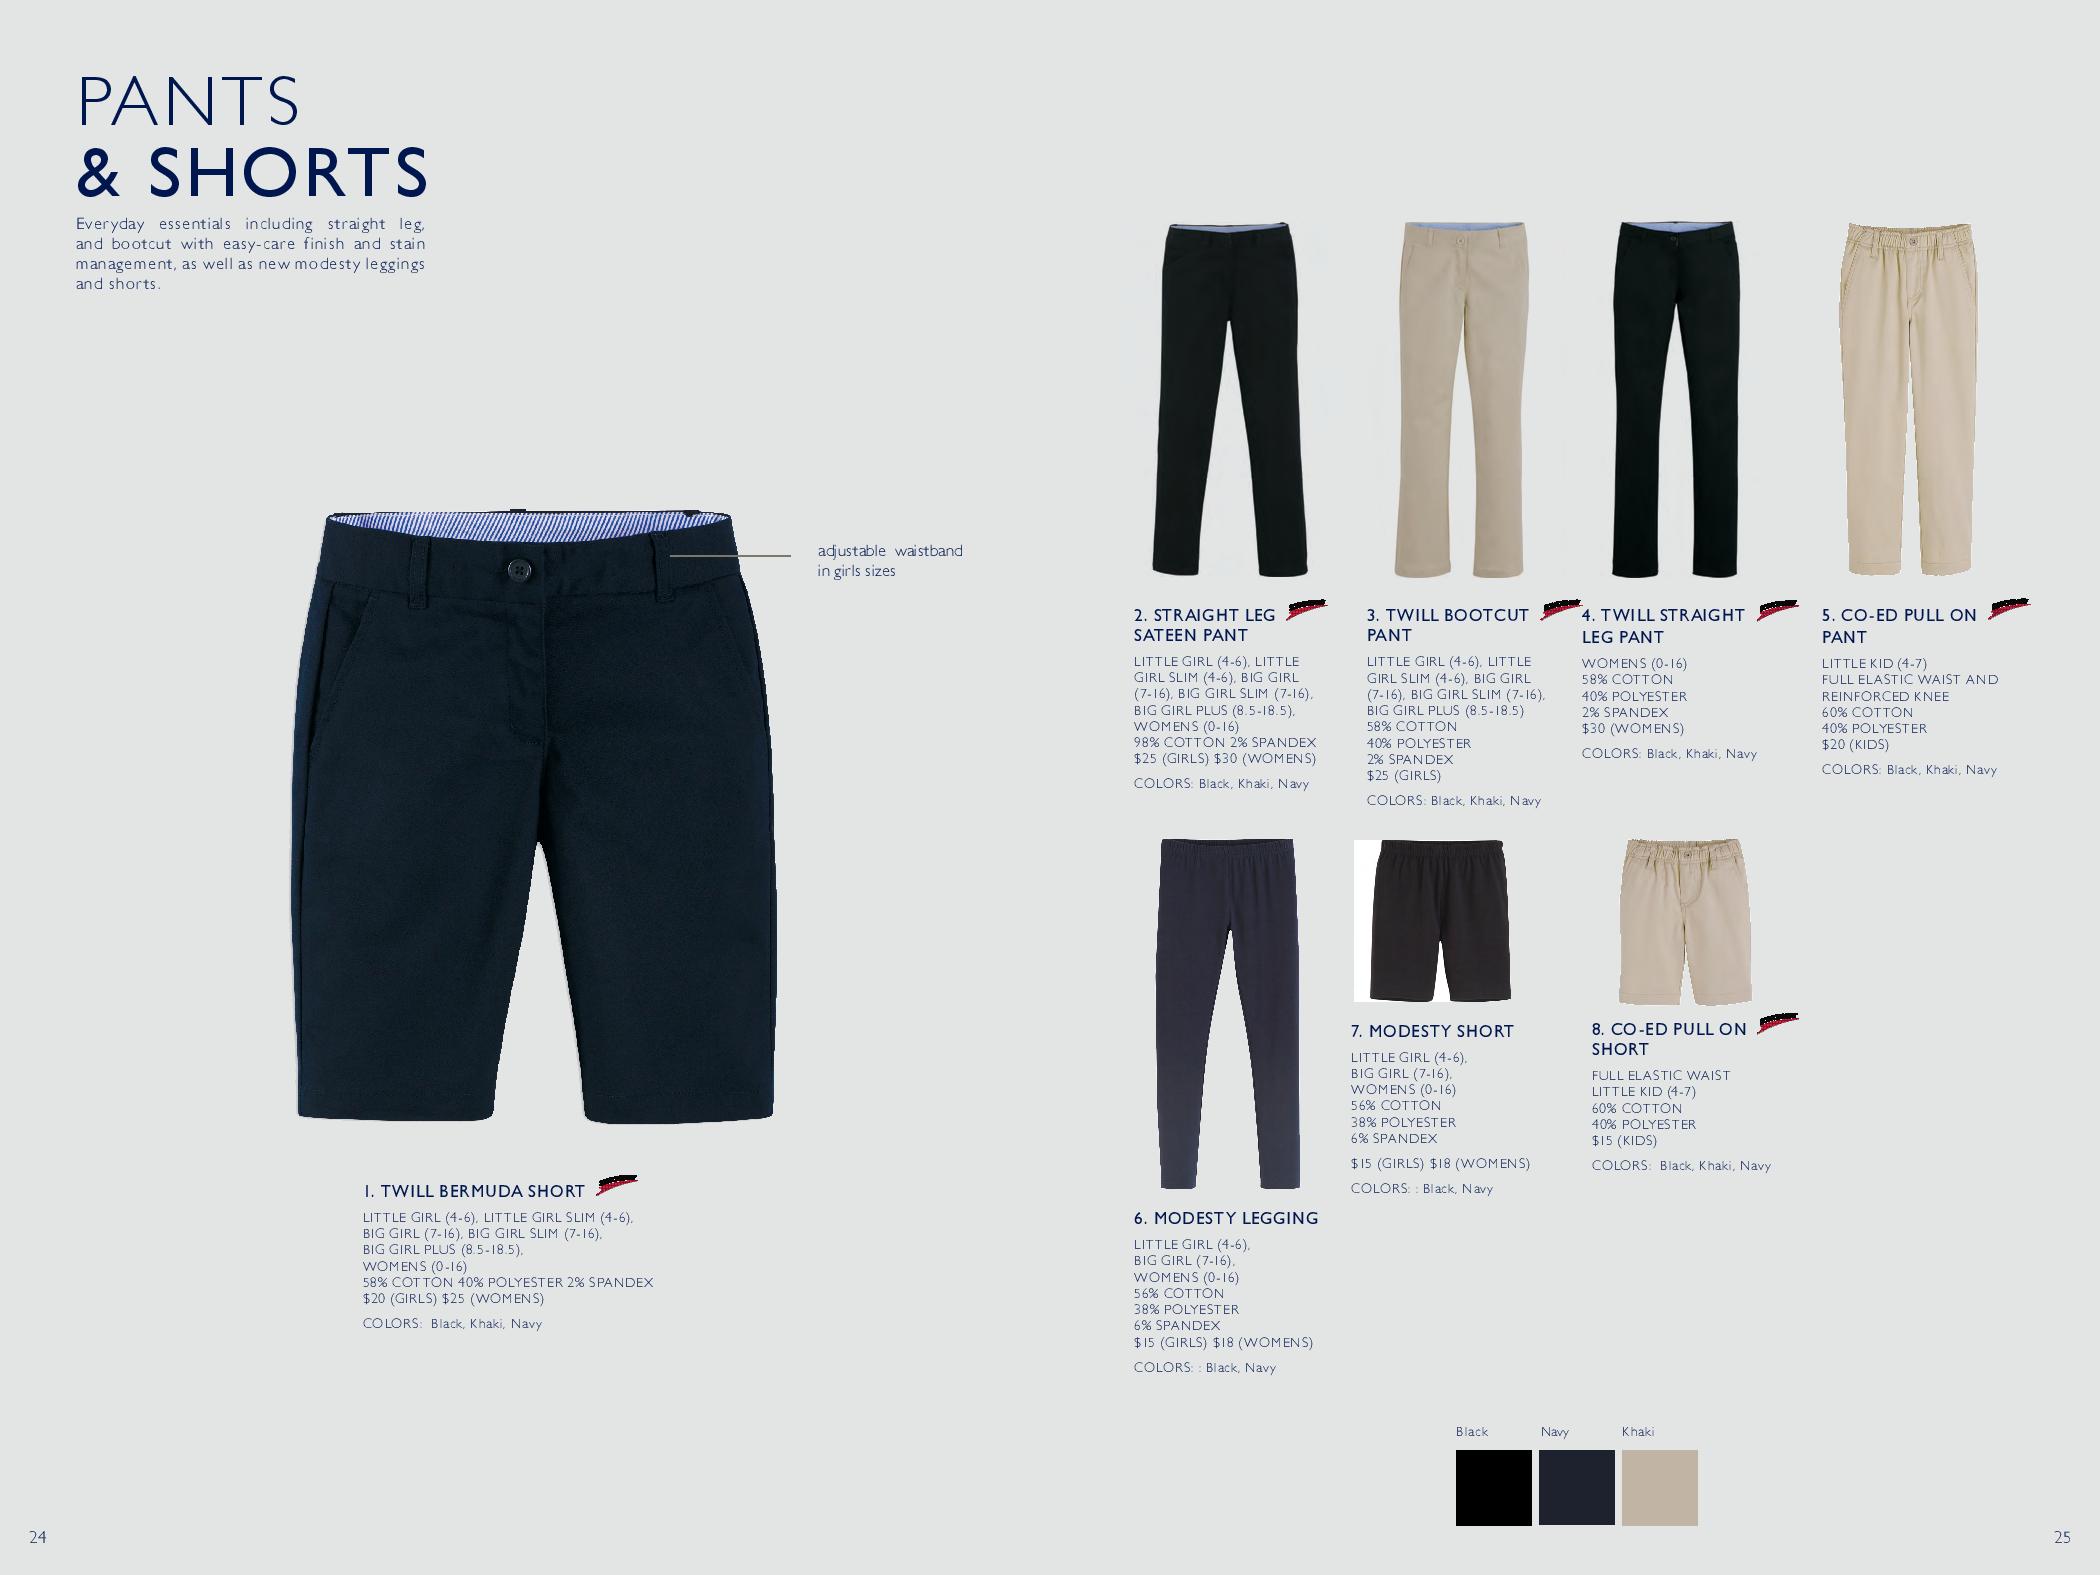 PANTS
& SHORTS
Everyday essentials including straight leg,
and bootcut with easy-care finish and stain
management, as well as new modesty leggings
and shorts.
adjustable waistband
in girls sizes
1. TWILL BERMUDA SHORT
LITTLE GIRL (4-6), LITTLE GIRL SLIM (4-6),
BIG GIRL (7-16), BIG GIRL SLIM (7-16),
BIG GIRL PLUS (8.5-18.5),
WOMENS (0-16)
58% COTTON 40% POLYESTER 2% SPANDEX
$20 (GIRLS) $25 (WOMENS)
COLORS: Black, Khaki, Navy
2. STRAIGHT LEG
SATEEN PANT
LITTLE GIRL (4-6), LITTLE
GIRL SLIM (4-6), BIG GIRL
(7-16), BIG GIRL SLIM (7-16),
BIG GIRL PLUS (8.5-18.5),
WOMENS (0-16)
98% COTTON 2% SPANDEX
$25 (GIRLS) $30 (WOMENS)
COLORS: Black, Khaki, Navy
3. TWILL BOOTCUT
PANT
LITTLE GIRL (4-6), LITTLE
GIRL SLIM (4-6), BIG GIRL
(7-16), BIG GIRL SLIM (7-16),
BIG GIRL PLUS (8.5-18.5)
58% COTTON
40% POLYESTER
2% SPANDEX
$25 (GIRLS)
COLORS: Black, Khaki, Navy
4. TWILL STRAIGHT
LEG PANT
WOMENS (0-16)
58% COTTON
40% POLYESTER
2% SPANDEX
$30 (WOMENS)
COLORS: Black, Khaki, Navy
5. CO-ED PULL ON
PANT
LITTLE KID (4-7)
FULL ELASTIC WAIST AND
REINFORCED KNEE
60% COTTON
40% POLYESTER
$20 (KIDS)
COLORS: Black, Khaki, Navy
6. MODESTY LEGGING
LITTLE GIRL (4-6),
BIG GIRL (7-16),
WOMENS (0-16)
56% COTTON
38% POLYESTER
6% SPANDEX
$15 (GIRLS) $18 (WOMENS)
COLORS: : Black, Navy
7. MODESTY SHORT
LITTLE GIRL (4-6),
BIG GIRL (7-16),
WOMENS (0-16)
56% COTTON
38% POLYESTER
6% SPANDEX
$15 (GIRLS) $18 (WOMENS)
COLORS: : Black, Navy
8. CO-ED PULL ON
SHORT
FULL ELASTIC WAIST
LITTLE KID (4-7)
60% COTTON
40% POLYESTER
$15 (KIDS)
COLORS: Black, Khaki, Navy
Black Navy Khaki
24
25